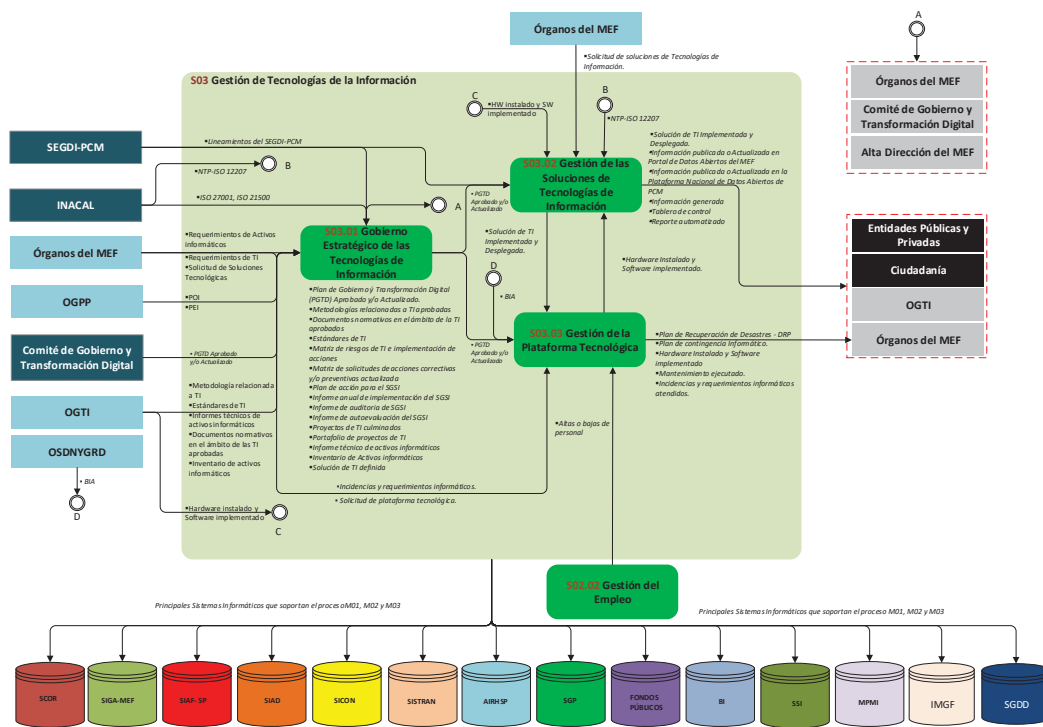 Órganos del MEF
•Solicitud de soluciones de Tecnologías de
Información.
A
Órganos del MEF
Comité de Gobierno y
Transformación Digital
Alta Dirección del MEF
S03 Gestión de Tecnologías de la Información
C
•HW instalado y SW
implementado
B
•NTP-ISO 12207
SEGDI-PCM
•Lineamientos del SEGDI-PCM
B
•NTP-ISO 12207
INACAL
•ISO 27001, ISO 21500
A
S03.02 Gestión de las
Soluciones de
Tecnologías de
Información
• PGTD
Aprobado y/o
Actualizado
•Solución de TI Implementada y
Desplegada.
•Información publicada o Actualizada en
Portal de Datos Abiertos del MEF
•Información publicada o Actualizada en la
Plataforma Nacional de Datos Abiertos de
PCM
•Información generada
•Tablero de control
•Reporte automatizado
Órganos del MEF
•Requerimientos de Activos
informáticos
•Requerimientos de TI
•Solicitud de Soluciones
Tecnológicas
S03.01 Gobierno
Estratégico de las
Tecnologías de
Información
•Solución de TI
Implementada y
Desplegada.
D
• BIA
•Hardware Instalado y
Software implementado.
Entidades Públicas y
Privadas
Ciudadanía
OGTI
Órganos del MEF
OGPP
•POI
•PEI
Comité de Gobierno y
Transformación Digital
• PGTD Aprobado
y/o Actualizado
•Plan de Gobierno y Transformación Digital
(PGTD) Aprobado y/o Actualizado.
•Metodologías relacionadas a TI aprobadas
•Documentos normativos en el ámbito de la TI
aprobados
•Estándares de TI
•Matriz de riesgos de TI e implementación de
acciones
•Matriz de solicitudes de acciones correctivas
y/o preventivas actualizada
•Plan de acción para el SGSI
•Informe anual de implementación del SGSI
•Informe de auditoria de SGSI
•Informe de autoevaluación del SGSI
•Proyectos de TI culminados
•Portafolio de proyectos de TI
•Informe técnico de activos informáticos
•Inventario de Activos informáticos
•Solución de TI definida
• PGTD
Aprobado y/o
Actualizado
S03.03 Gestión de la
Plataforma Tecnológica
•Plan de Recuperación de Desastres - DRP
•Plan de contingencia Informático.
•Hardware Instalado y Software
implementado
•Mantenimiento ejecutado.
•Incidencias y requerimientos informáticos
atendidos.
OGTI
•Metodología relacionada
a TI
•Estándares de TI
•Informes técnicos de
activos informáticos
•Documentos normativos
en el ámbito de las TI
aprobadas
•Inventario de activos
informáticos
OSDNYGRD
• BIA
D
•Altas o bajas de
personal
•Incidencias y requerimientos informáticos.
• Solicitud de plataforma tecnológica.
•Hardware instalado y
Software implementado
C
S02.02 Gestión del
Empleo
Principales Sistemas Informáticos que soportan el proceso M01, M02 y M03
Principales Sistemas Informáticos que soportan el proceso M01, M02 y M03
SCOR
SIGA-MEF
SIAF- SP
SIAD
SICON
SISTRAN
AIRHSP
SGP
FONDOS
PÚBLICOS
BI
SSI
MPMI
IMGF
SGDD